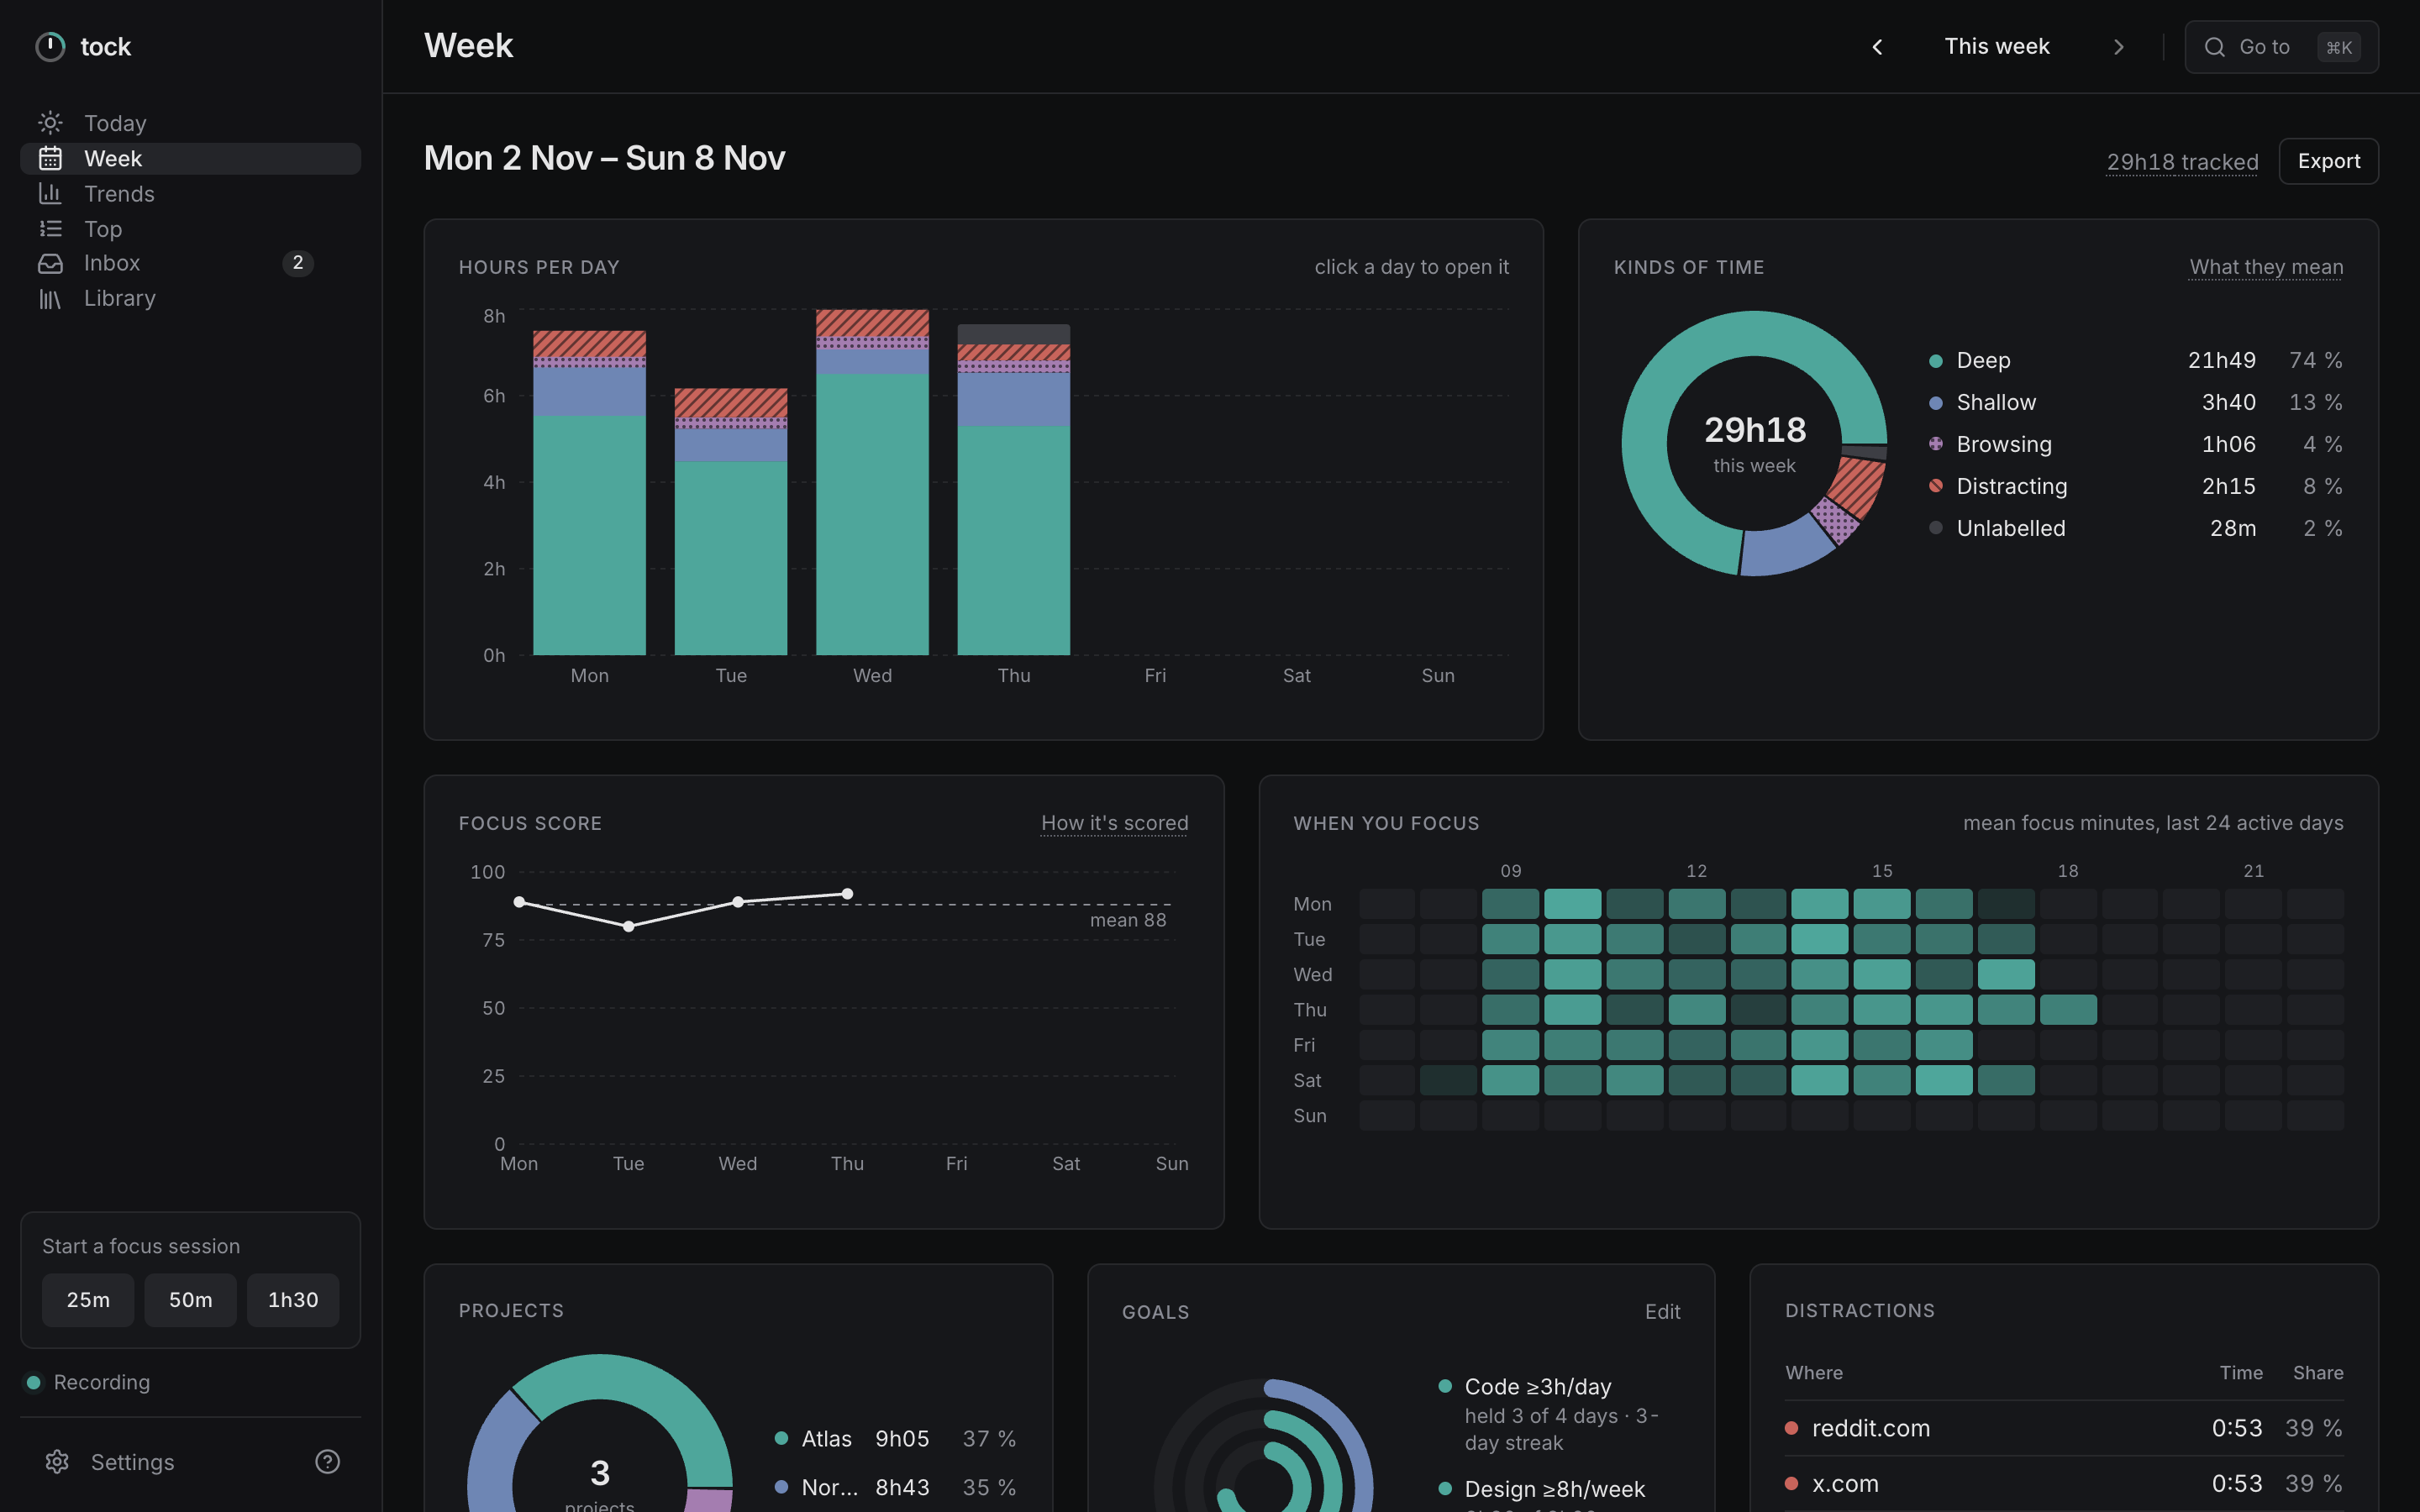 tock
Today
Week
Trends
Top
Inbox 2
Library
Start a focus session
25m 50m 1h30
Recording
Settings
Week
This week
Go to ⌘K
Mon 2 Nov – Sun 8 Nov
29h18 tracked
Export
HOURS PER DAY
click a day to open it
8h
6h
4h
2h
0h
Mon Tue Wed Thu Fri Sat Sun
KINDS OF TIME
What they mean
29h18
this week
Deep 21h49 74 %
Shallow 3h40 13 %
Browsing 1h06 4 %
Distracting 2h15 8 %
Unlabelled 28m 2 %
FOCUS SCORE
How it's scored
100
75
50
25
0
mean 88
Mon Tue Wed Thu Fri Sat Sun
WHEN YOU FOCUS
mean focus minutes, last 24 active days
09 12 15 18 21
Mon
Tue
Wed
Thu
Fri
Sat
Sun
PROJECTS
3
projects
Atlas 9h05 37 %
Nor... 8h43 35 %
GOALS
Edit
Code ≥3h/day
held 3 of 4 days · 3-
day streak
Design ≥8h/week
DISTRACTIONS
Where Time Share
reddit.com 0:53 39 %
x.com 0:53 39 %